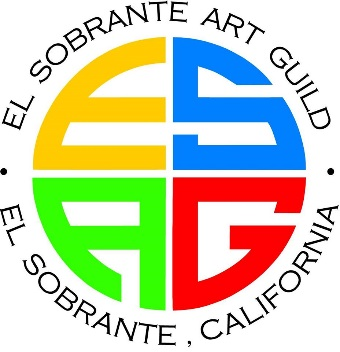 EL SOBRANTE ART GUILD
ES
AG
• EL SOBRANTE, CALIFORNIA •